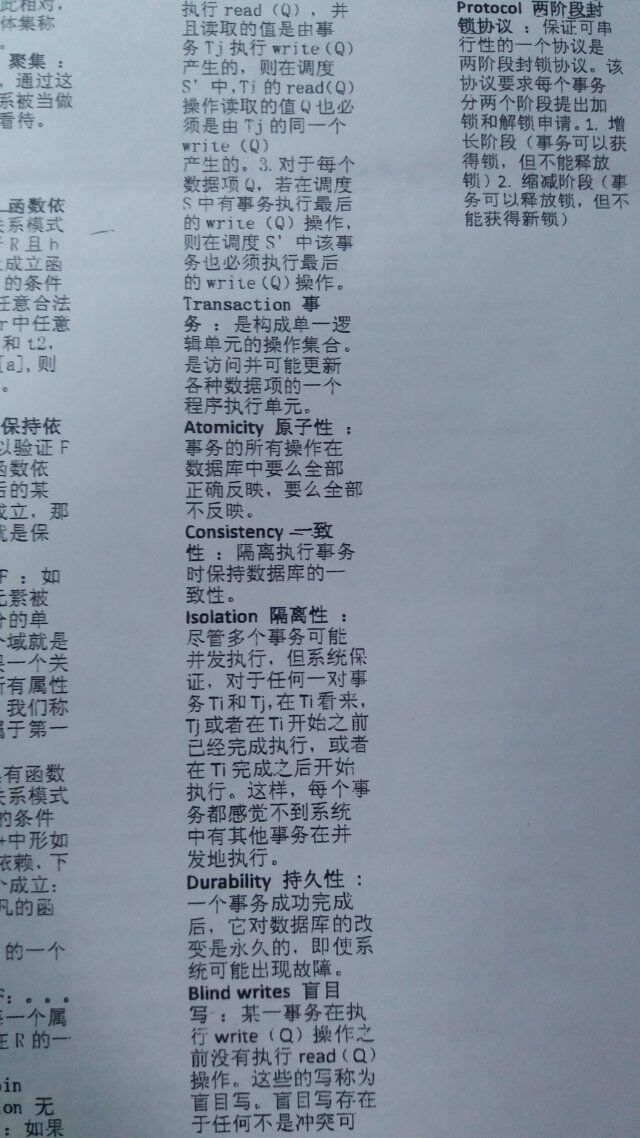 此相对，
体集称
聚集：
，通过这
系被当做
看待。
函数依
关系模式
R 且 b
成立函
的条件
任意合法
r 中任意
和 t2,
[a], 则
。
保持依
以验证 F
函数依
后的某
成立，那
就是保
F ：如
元素被
分的单
个域就是
果一个关
所有属性
我们称
属于第一
具有函数
关系模式
的条件
+中形如
依赖，下
个成立：
凡的函
的一个
F：。。。
每一个属
在 R 的一
oin
ion 无
：如果
执行 read（Q），并
且读取的值是由事
务 Tj 执行 write（Q）
产生的，则在调度
S’中，Ti 的 read(Q)
操作读取的值 Q 也必
须是由 Tj 的同一个
write（Q）
产生的。3. 对于每个
数据项 Q，若在调度
S 中有事务执行最后
的 write（Q）操作，
则在调度 S’中该事
务也必须执行最后
的 write（Q）操作。
Transaction 事
务：是构成单一逻
辑单元的操作集合。
是访问并可能更新
各种数据项的一个
程序执行单元。
Atomicity 原子性：
事务的所有操作在
数据库中要么全部
正确反映，要么全部
不反映。
Consistency 一致
性：隔离执行事务
时保持数据库的一
致性。
Isolation 隔离性：
尽管多个事务可能
并发执行，但系统保
证，对于任何一对事
务 Ti 和 Tj，在 Ti 看来，
Tj 或者在 Ti 开始之前
已经完成执行，或者
在 Ti 完成之后开始
执行。这样，每个事
务都感觉不到系统
中有其他事务在并
发地执行。
Durability 持久性：
一个事务成功完成
后，它对数据库的改
变是永久的，即使系
统可能出现故障。
Blind writes 盲目
写：某一事务在执
行 write（Q）操作之
前没有执行 read（Q）
操作。这些的写称为
盲目写。盲目写存在
于任何不是冲突可
Protocol 两阶段封
锁协议：保证可串
行性的一个协议是
两阶段封锁协议。该
协议要求每个事务
分两个阶段提出加
锁和解锁申请。1. 增
长阶段（事务可以获
得锁，但不能释放
锁）2. 缩减阶段（事
务可以释放锁，但不
能获得新锁）